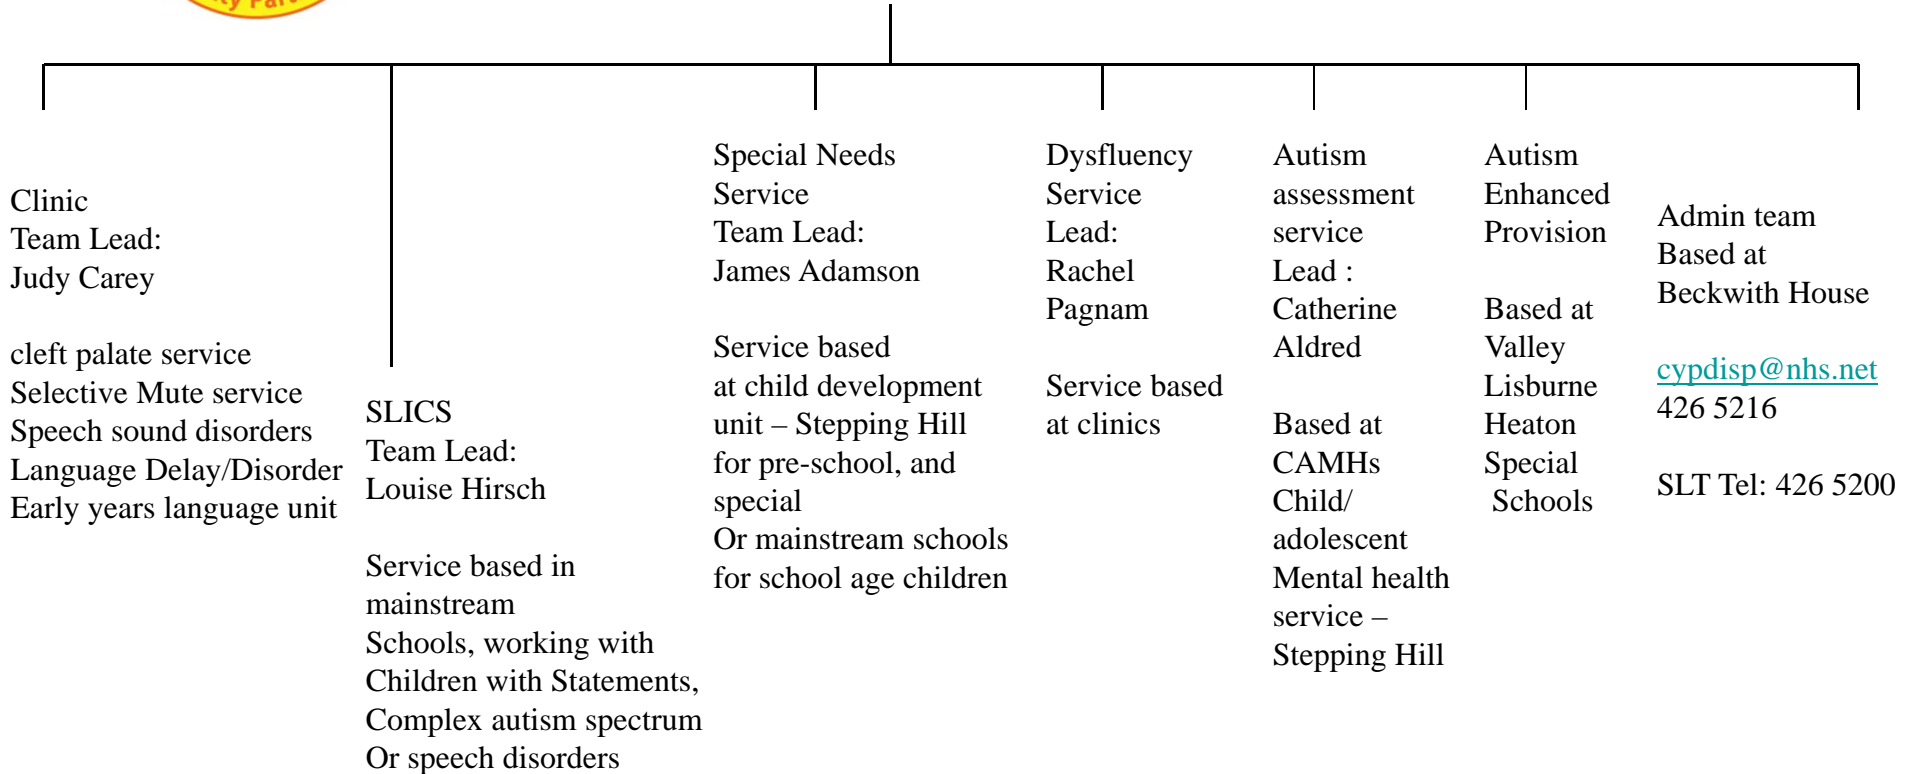 ity Part
Clinic
Team Lead:
Judy Carey
cleft palate service
Selective Mute service
Speech sound disorders
Language Delay/Disorder
Early years language unit
SLICS
Team Lead:
Louise Hirsch
Service based in
mainstream
Schools, working with
Children with Statements,
Complex autism spectrum
Or speech disorders
Special Needs
Service
Team Lead:
James Adamson
Service based
at child development
unit – Stepping Hill
for pre-school, and
special
Or mainstream schools
for school age children
Dysfluency
Service
Lead:
Rachel
Pagnam
Service based
at clinics
Autism
assessment
service
Lead :
Catherine
Aldred
Based at
CAMHs
Child/
adolescent
Mental health
service –
Stepping Hill
Autism
Enhanced
Provision
Based at
Valley
Lisburne
Heaton
Special
Schools
Admin team
Based at
Beckwith House
cypdisp@nhs.net
426 5216
SLT Tel: 426 5200